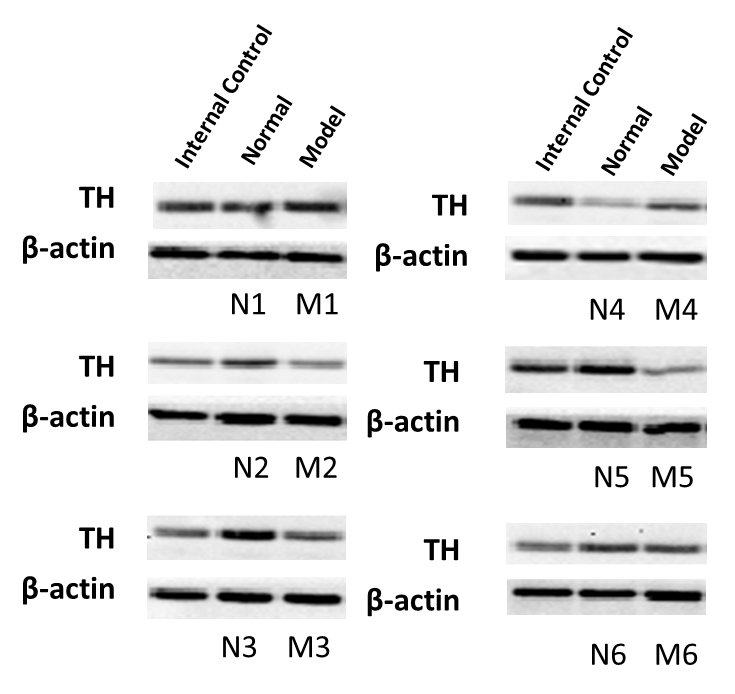 Internal Control Normal Model
TH
β-actin
N1 M1
TH
β-actin
N2 M2
TH
β-actin
N3 M3
Internal Control Normal Model
TH
β-actin
N4 M4
TH
β-actin
N5 M5
TH
β-actin
N6 M6